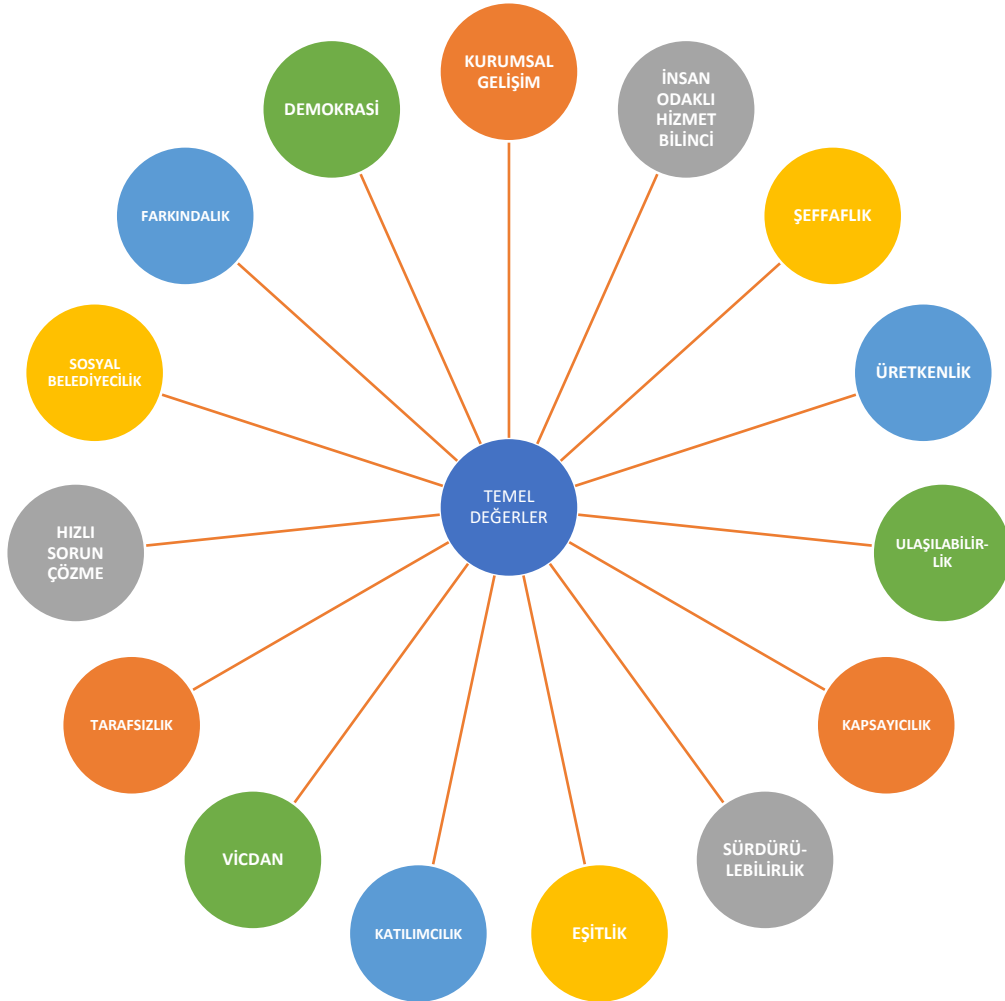 KURUMSAL
GELİŞİM
İNSAN
ODAKLI
HİZMET
BİLİNCİ
ŞEFFAFLIK
ÜRETKENLİK
ULAŞILABİLİR-
LİK
KAPSAYICILIK
SÜRDÜRÜ-
LEBİLİRLİK
EŞİTLİK
KATILIMCILIK
VİCDAN
TARAFSIZLIK
HIZLI
SORUN
ÇÖZME
SOSYAL
BELEDİYECİLİK
FARKINDALIK
DEMOKRASİ
TEMEL
DEĞERLER